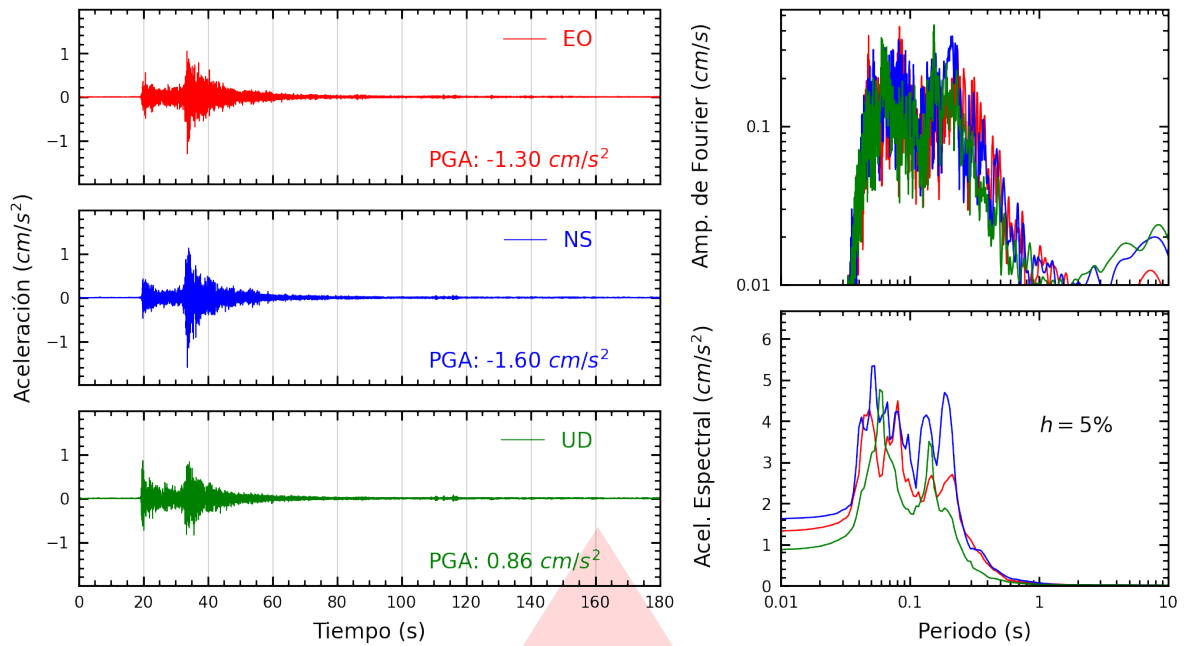 Aceleración (cm/s²)
1
0
−1
EO
PGA: -1.30 cm/s²
1
0
−1
NS
PGA: -1.60 cm/s²
1
0
−1
UD
PGA: 0.86 cm/s²
0 20 40 60 80 100 120 140 160 180
Tiempo (s)
Amp. de Fourier (cm/s)
0.1
0.01
Acel. Espectral (cm/s²)
6
5
4
3
2
1
0
h = 5%
0.01 0.1 1 10
Periodo (s)